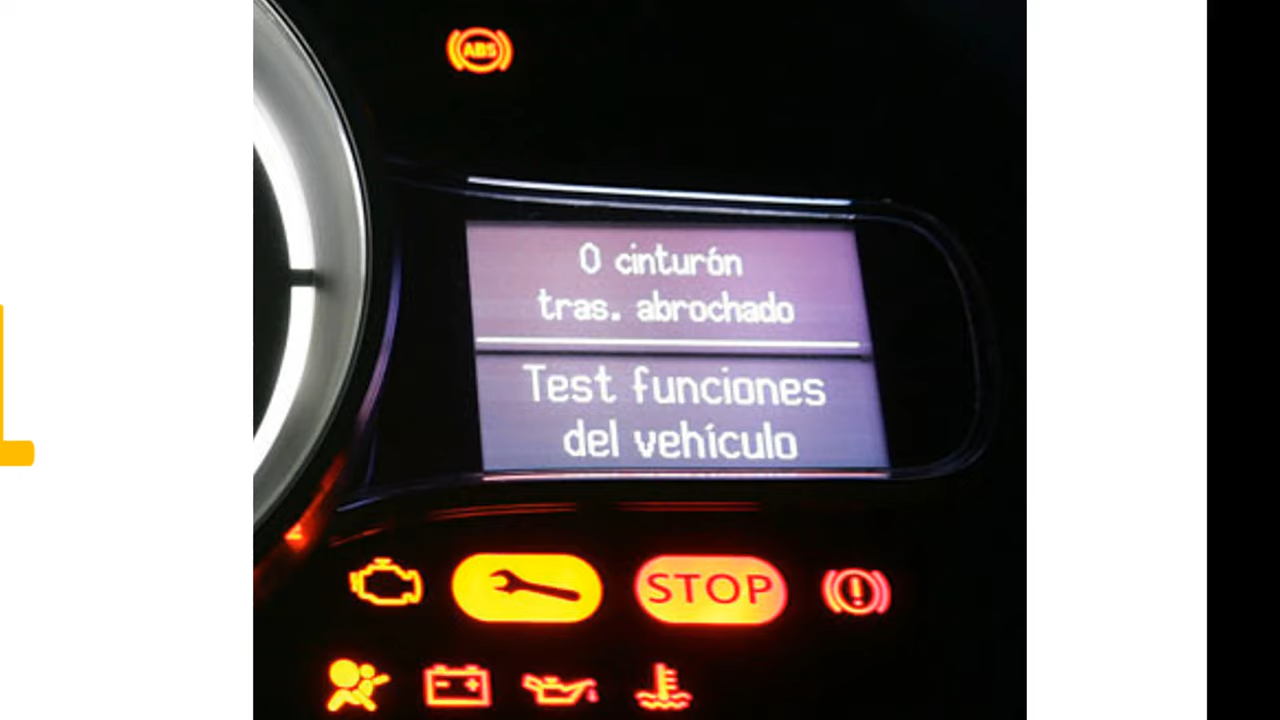 ABS
0 cinturón
tras. abrochado
Test funciones
del vehículo
STOP